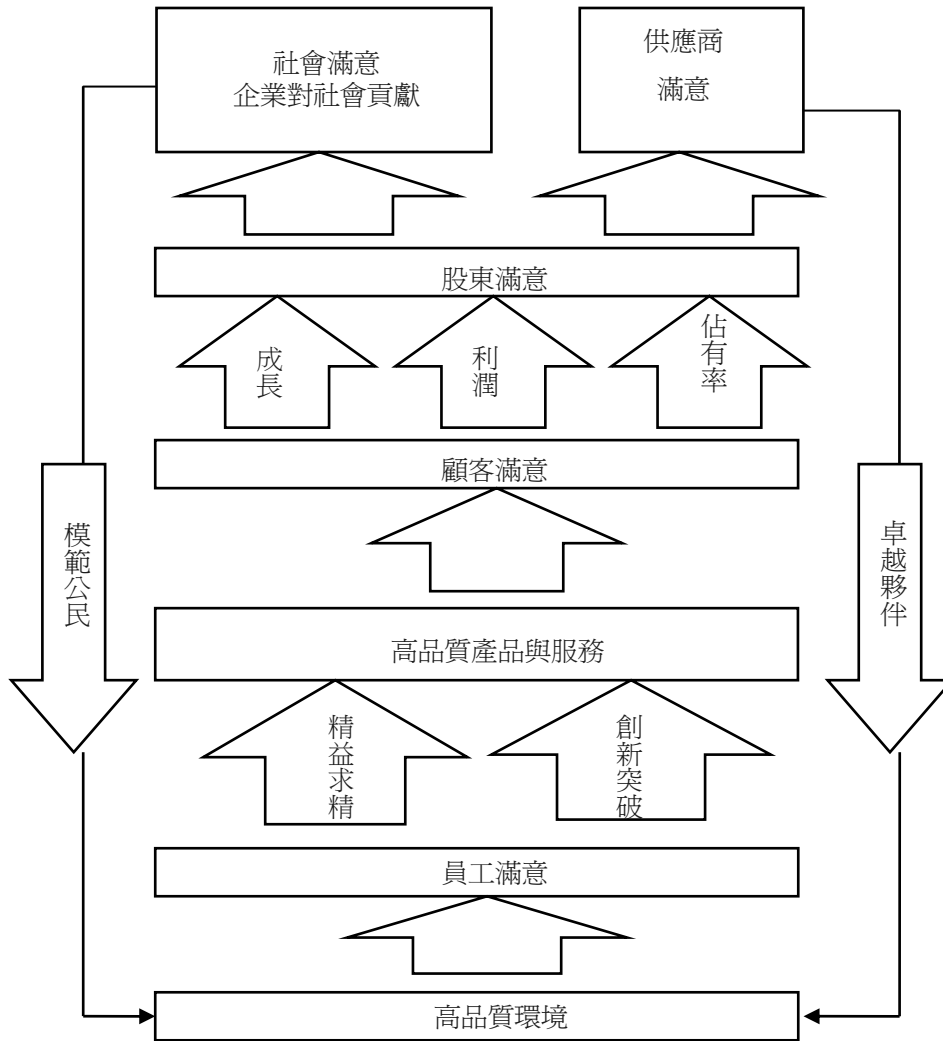 社會滿意
企業對社會貢獻
供應商
滿意
股東滿意
成長
利潤
佔有率
顧客滿意
模範公民
卓越夥伴
高品質產品與服務
精益求精
創新突破
員工滿意
高品質環境